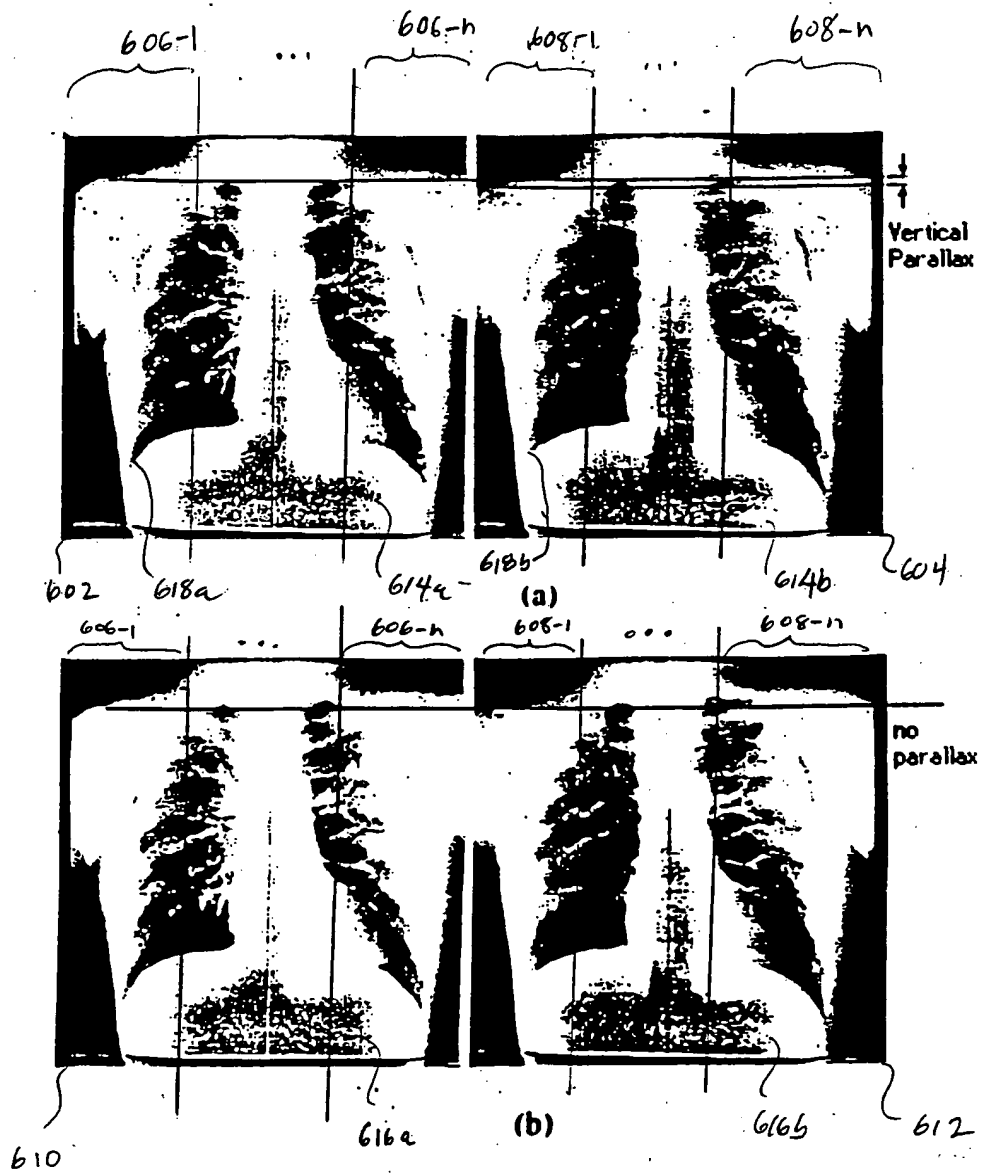 606-1 ... 606-n 608-1 ... 608-n
Vertical
Parallax
602 618a 614a 618b 614b 604
(a)
606-1 ... 606-n 608-1 ... 608-n
no
parallax
610 616a 616b 612
(b)